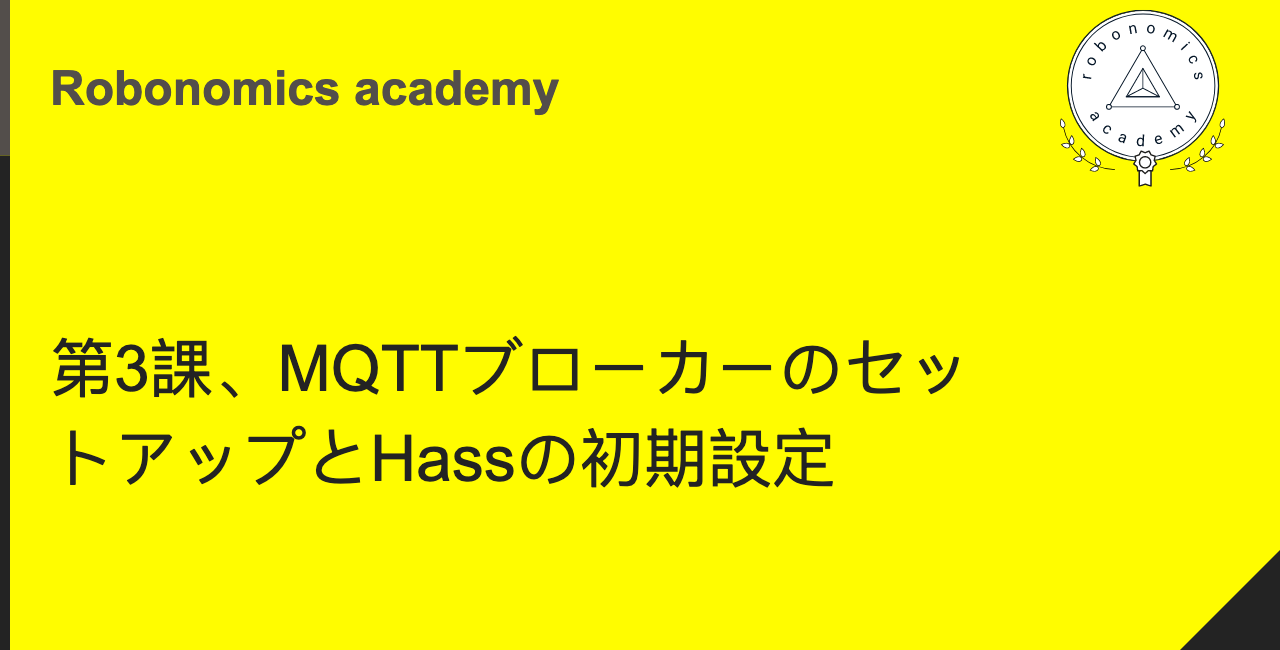 Robonomics academy
robonomics
academy
第3課、MQTTブローカーのセッ
トアップとHassの初期設定